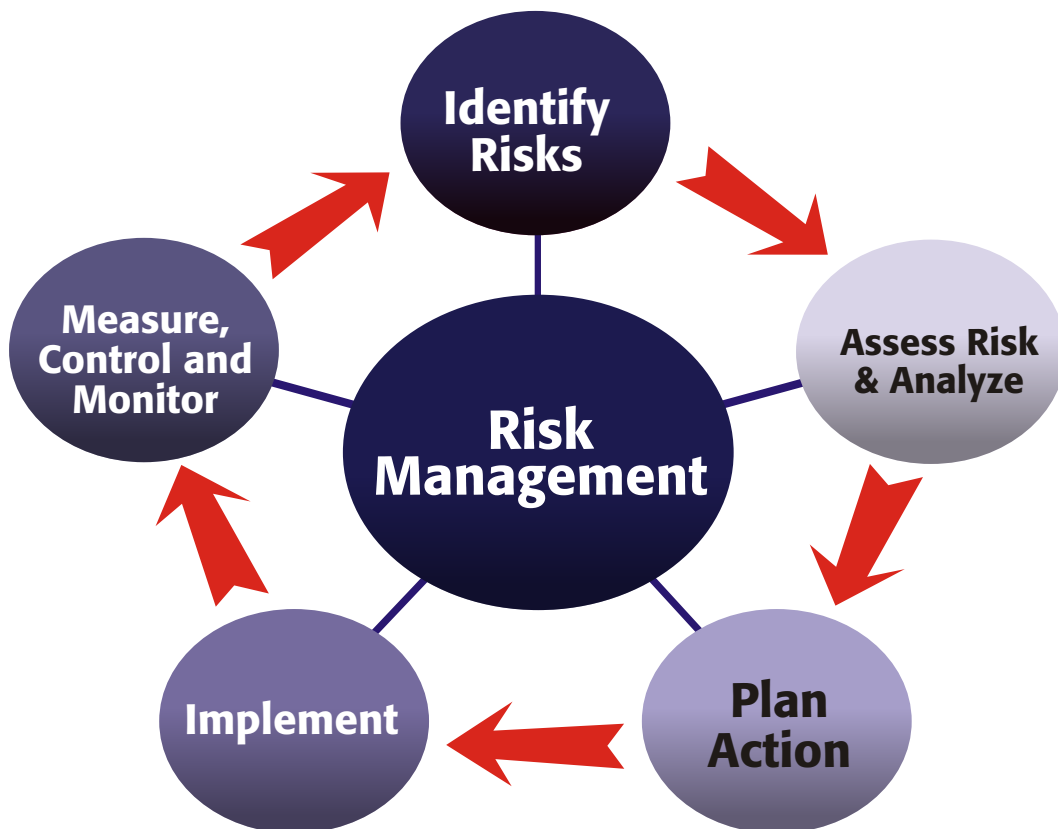 Identify
Risks
Assess Risk
& Analyze
Plan
Action
Implement
Measure,
Control and
Monitor
Risk
Management